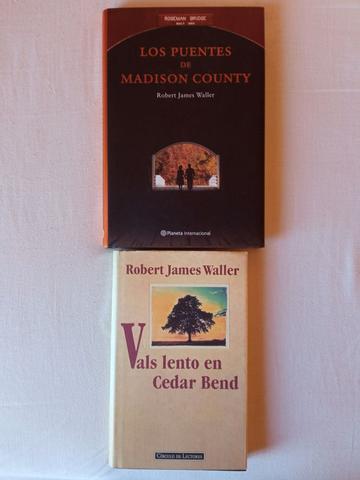 ROSEMAN BRIDGE
LOS PUENTES
DE
MADISON COUNTY
Robert James Waller
Planeta Internacional
Robert James Waller
Vals lento en
Cedar Bend
CÍRCULO DE LECTORES